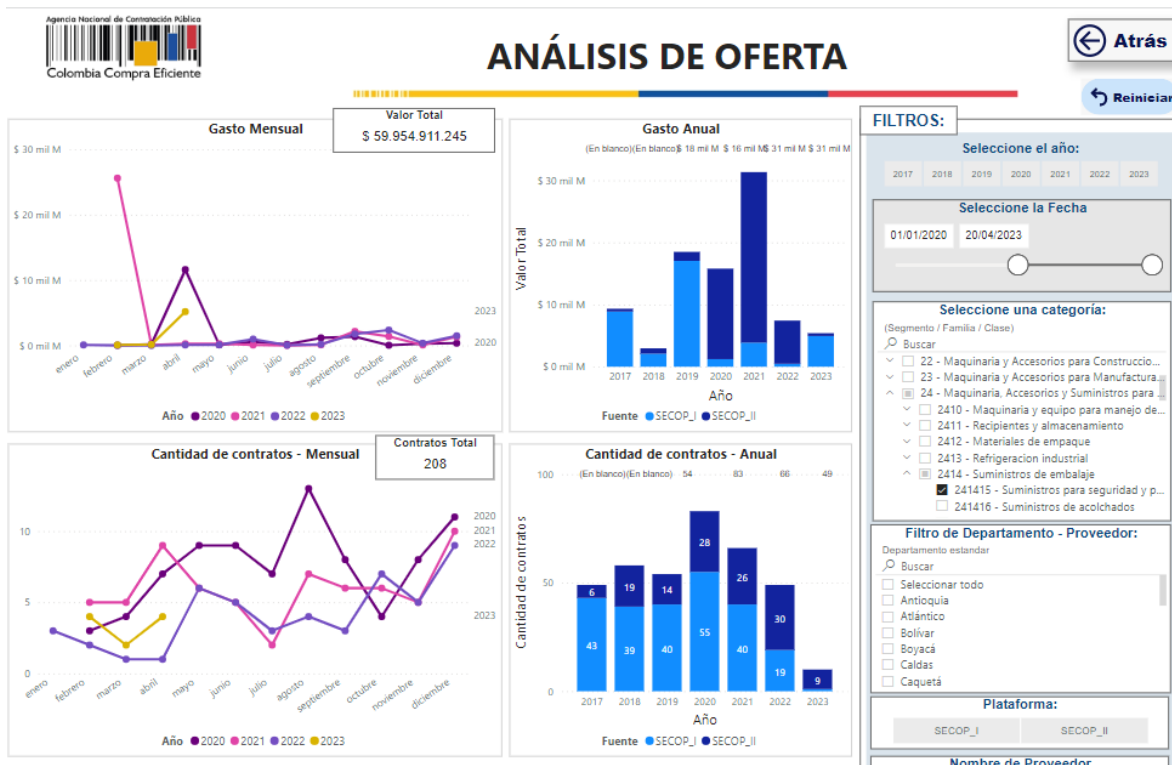 Agencia Nacional de Contratación Pública
Colombia Compra Eficiente
ANÁLISIS DE OFERTA
Atrás
Reiniciar
Gasto Mensual
Valor Total
$ 59.954.911.245
$ 30 mil M
$ 20 mil M
$ 10 mil M
$ 0 mil M
2023
2020
enero
febrero
marzo
abril
mayo
junio
julio
agosto
septiembre
octubre
noviembre
diciembre
Año 2020 2021 2022 2023
Gasto Anual
(En blanco)(En blanco)$ 18 mil M $ 16 mil M$ 31 mil M$ 31 mil M
Valor Total
$ 30 mil M
$ 20 mil M
$ 10 mil M
$ 0 mil M
2017 2018 2019 2020 2021 2022 2023
Año
Fuente SECOP_I SECOP_II
Cantidad de contratos - Mensual
Contratos Total
208
10
5
0
2020
2021
2022
2023
enero
febrero
marzo
abril
mayo
junio
julio
agosto
septiembre
octubre
noviembre
diciembre
Año 2020 2021 2022 2023
Cantidad de contratos - Anual
(En blanco)(En blanco) 54 83 66 49
Cantidad de contratos
100
50
0
6 19 14 28 26 30 9
43 39 40 55 40 19
2017 2018 2019 2020 2021 2022 2023
Año
Fuente SECOP_I SECOP_II
FILTROS:
Seleccione el año:
2017 2018 2019 2020 2021 2022 2023
Seleccione la Fecha
01/01/2020 20/04/2023
Seleccione una categoría:
(Segmento / Familia / Clase)
Buscar
22 - Maquinaria y Accesorios para Construccio...
23 - Maquinaria y Accesorios para Manufactura...
24 - Maquinaria, Accesorios y Suministros para ...
2410 - Maquinaria y equipo para manejo de...
2411 - Recipientes y almacenamiento
2412 - Materiales de empaque
2413 - Refrigeracion industrial
2414 - Suministros de embalaje
241415 - Suministros para seguridad y p...
241416 - Suministros de acolchados
Filtro de Departamento - Proveedor:
Departamento estandar
Buscar
Seleccionar todo
Antioquia
Atlántico
Bolívar
Boyacá
Caldas
Caquetá
Plataforma:
SECOP_I SECOP_II
Nombre de Proveedor